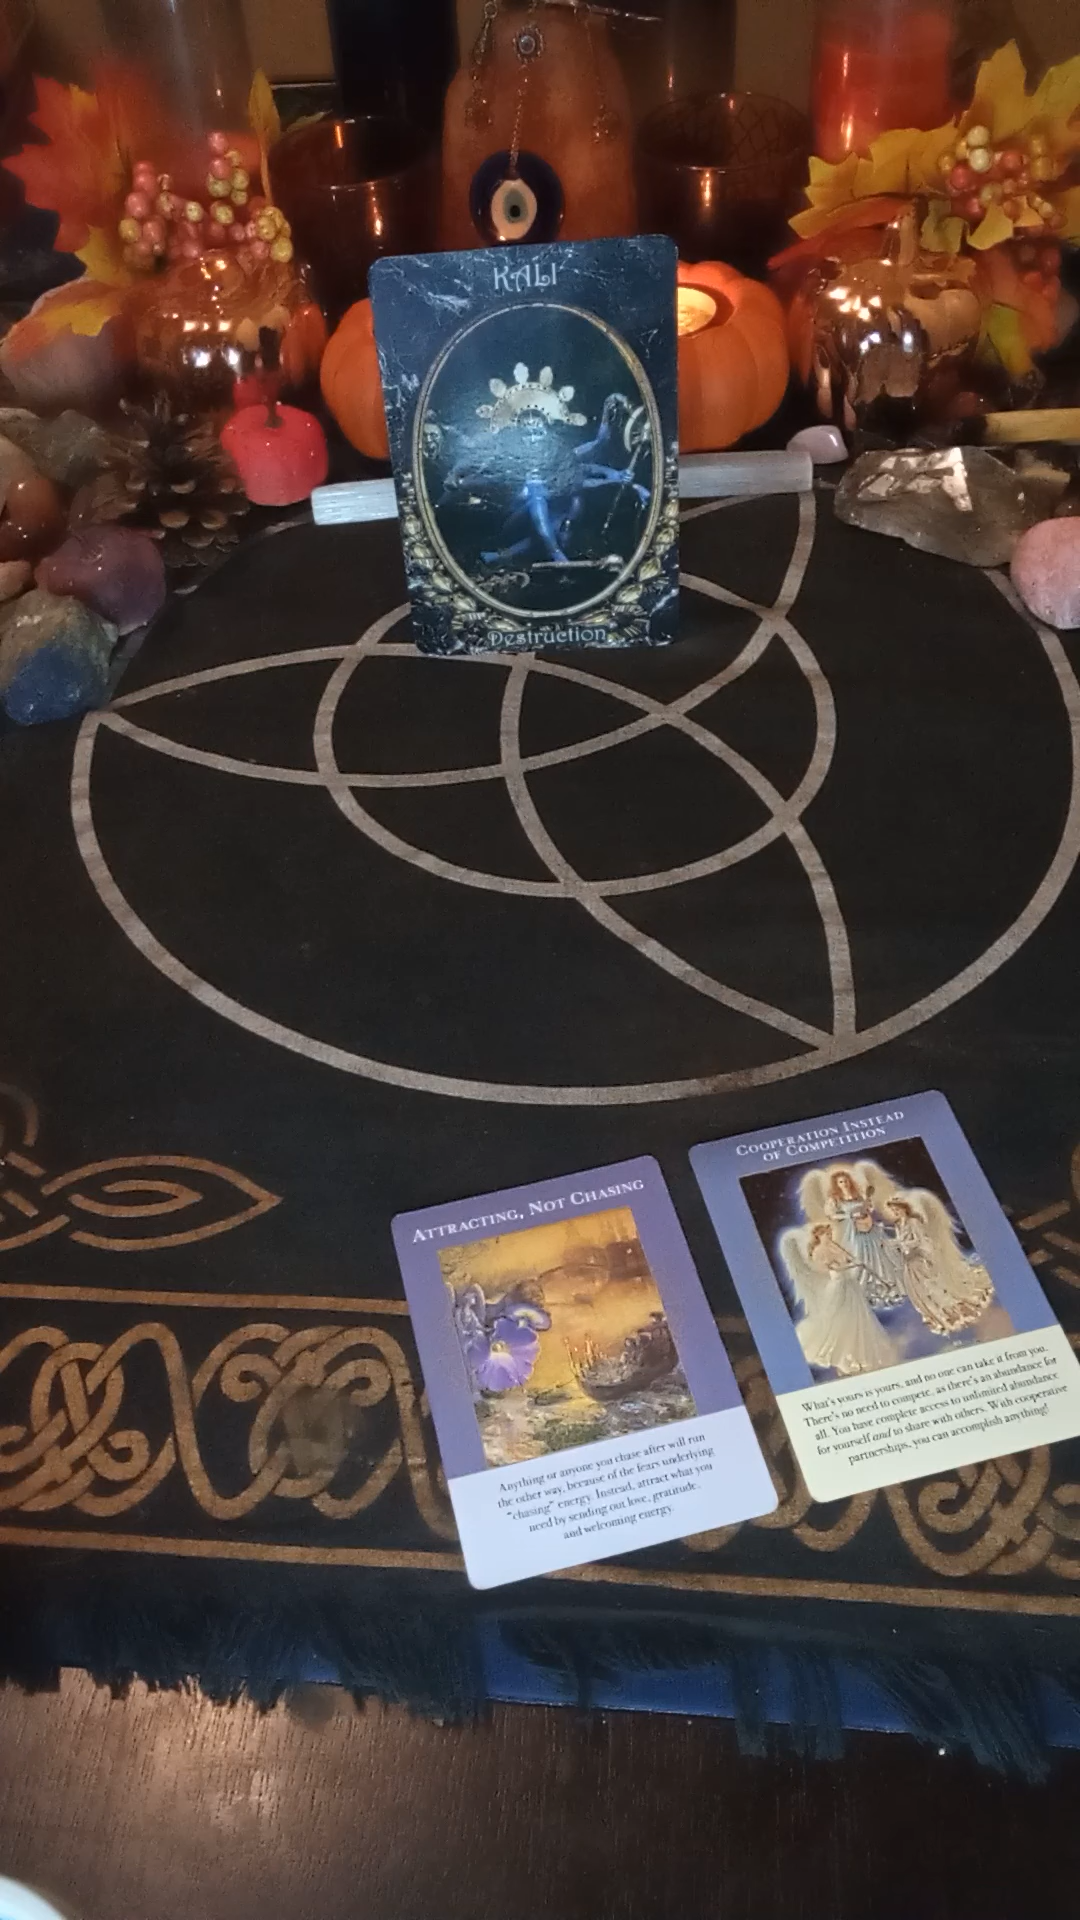 KALI
Destruction
ATTRACTING, NOT CHASING
Anything or anyone you chase after will run
the other way, because of the fears underlying
"chasing" energy. Instead, attract what you
need by sending out love, gratitude,
and welcoming energy.
COOPERATION INSTEAD
OF COMPETITION
What's yours is yours, and no one can take it from you.
There's no need to compete, as there's an abundance for
all. You have complete access to unlimited abundance
for yourself and to share with others. With cooperative
partnerships, you can accomplish anything!